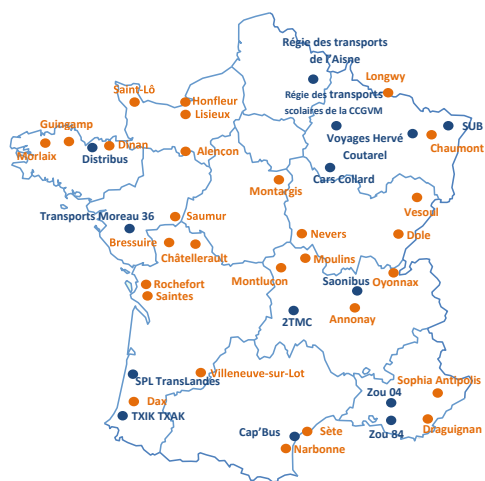 Régie des transports
de l'Aisne
Longwy
Saint-Lô
Honfleur
Régie des transports
scolaires de la CCGVM
Lisieux
Guingamp
SUB
Voyages Hervé
Morlaix
Dinan
Chaumont
Distribus
Alençon
Coutarel
Cars Collard
Montargis
Vesoul
Transports Moreau 36
Saumur
Nevers
Dole
Bressuire
Châtellerault
Moulins
Montluçon
Oyonnax
Rochefort
Saonibus
Saintes
2TMC
Annonay
Villeneuve-sur-Lot
SPL TransLandes
Sophia Antipolis
Zou 04
Dax
TXIK TXAK
Cap'Bus
Sète
Zou 84
Draguignan
Narbonne